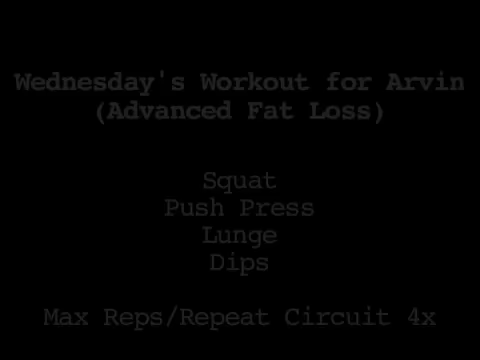 Wednesday's Workout for Arvin
(Advanced Fat Loss)
Squat
Push Press
Lunge
Dips
Max Reps/Repeat Circuit 4x